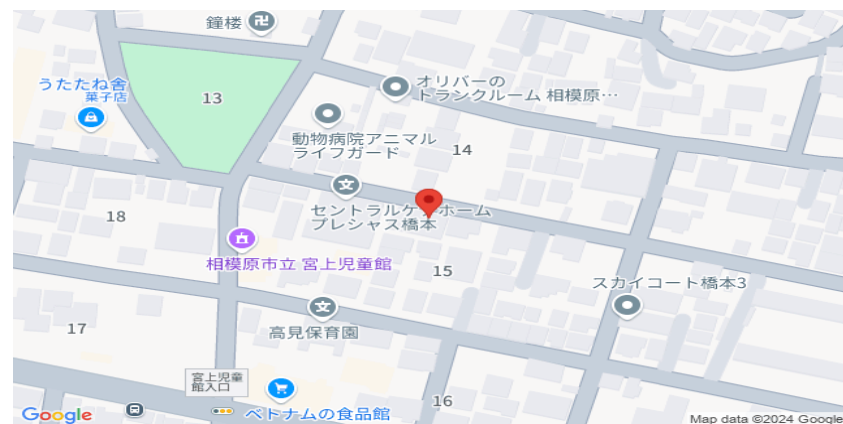 鐘楼
うたたね舎
菓子店
13
オリバーの
トランクルーム 相模原…
動物病院アニマル
ライフガード
14
セントラルケアホーム
プレシャス橋本
18
相模原市立 宮上児童館
15
スカイコート橋本3
17
高見保育園
宮上児童
館入口
ベトナムの食品館
16
Google
Map data ©2024 Google